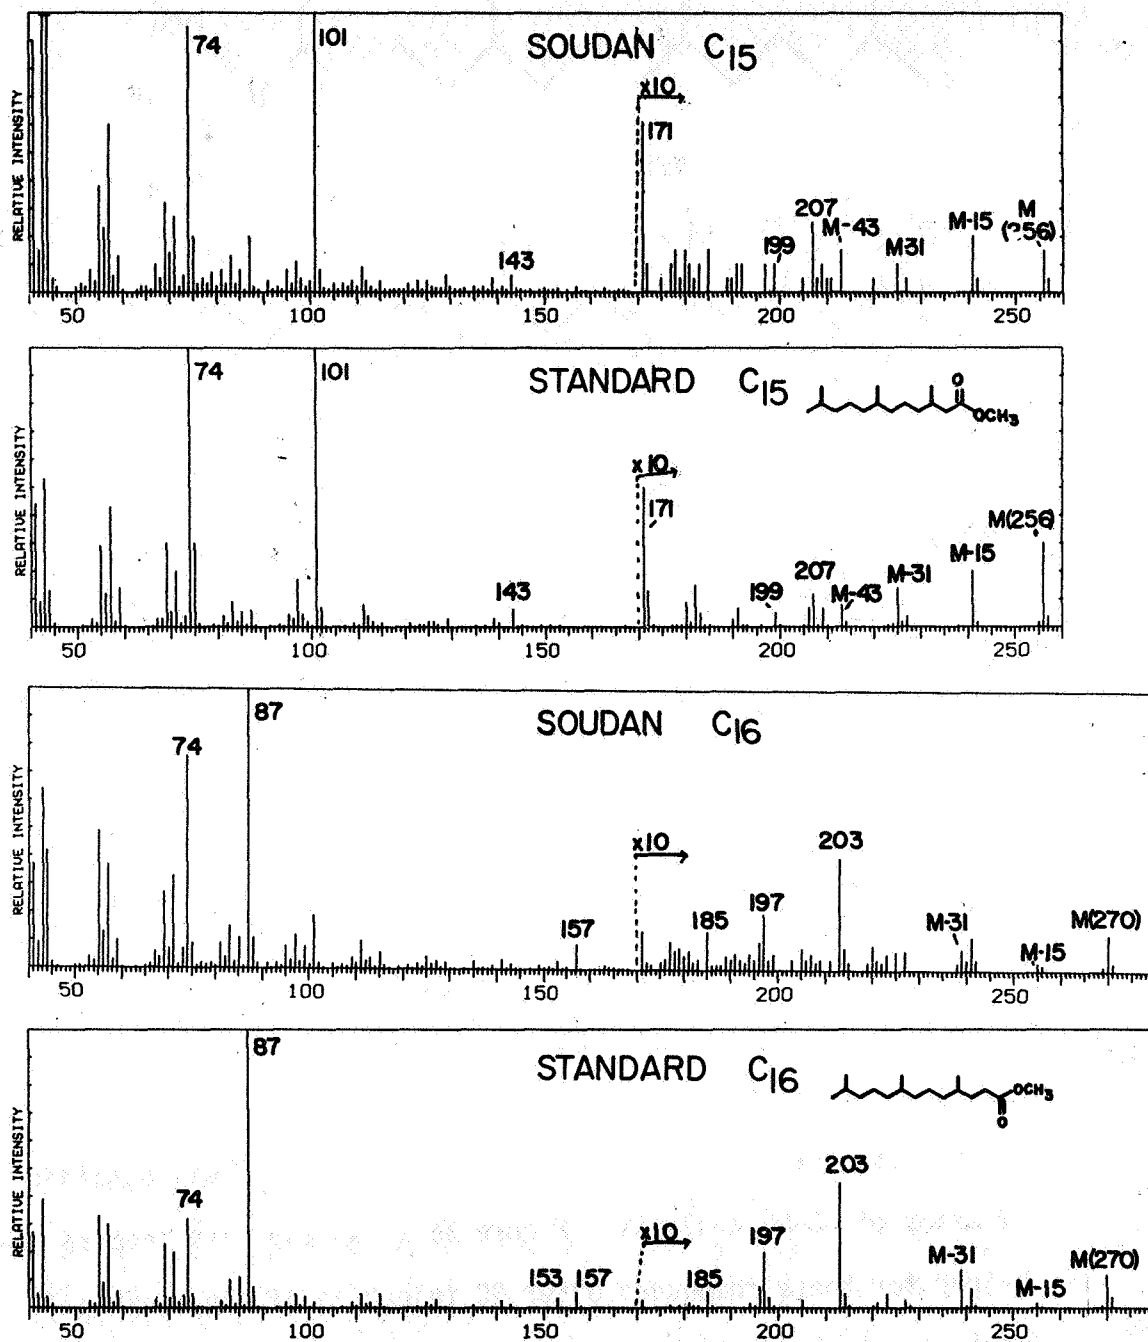 RELATIVE INTENSITY
74
101
SOUDAN C15
x10
171
143
199
207
M-43
M-31
M-15
M
(256)
50 100 150 200 250
RELATIVE INTENSITY
74
101
STANDARD C15
O
OCH3
x10
171
143
199
207
M-43
M-31
M-15
M(256)
50 100 150 200 250
RELATIVE INTENSITY
74
87
SOUDAN C16
x10
157
185
197
203
M-31
M-15
M(270)
50 100 150 200 250
RELATIVE INTENSITY
74
87
STANDARD C16
OCH3
O
x10
153 157
185
197
203
M-31
M-15
M(270)
50 100 150 200 250